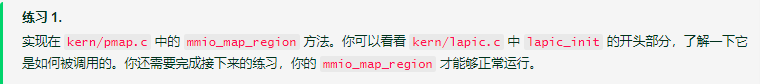 练习 1.
实现在 kern/pmap.c 中的 mmio_map_region 方法。你可以看看 kern/lapic.c 中 lapic_init 的开头部分，了解一下它
是如何被调用的。你还需要完成接下来的练习，你的 mmio_map_region 才能够正常运行。